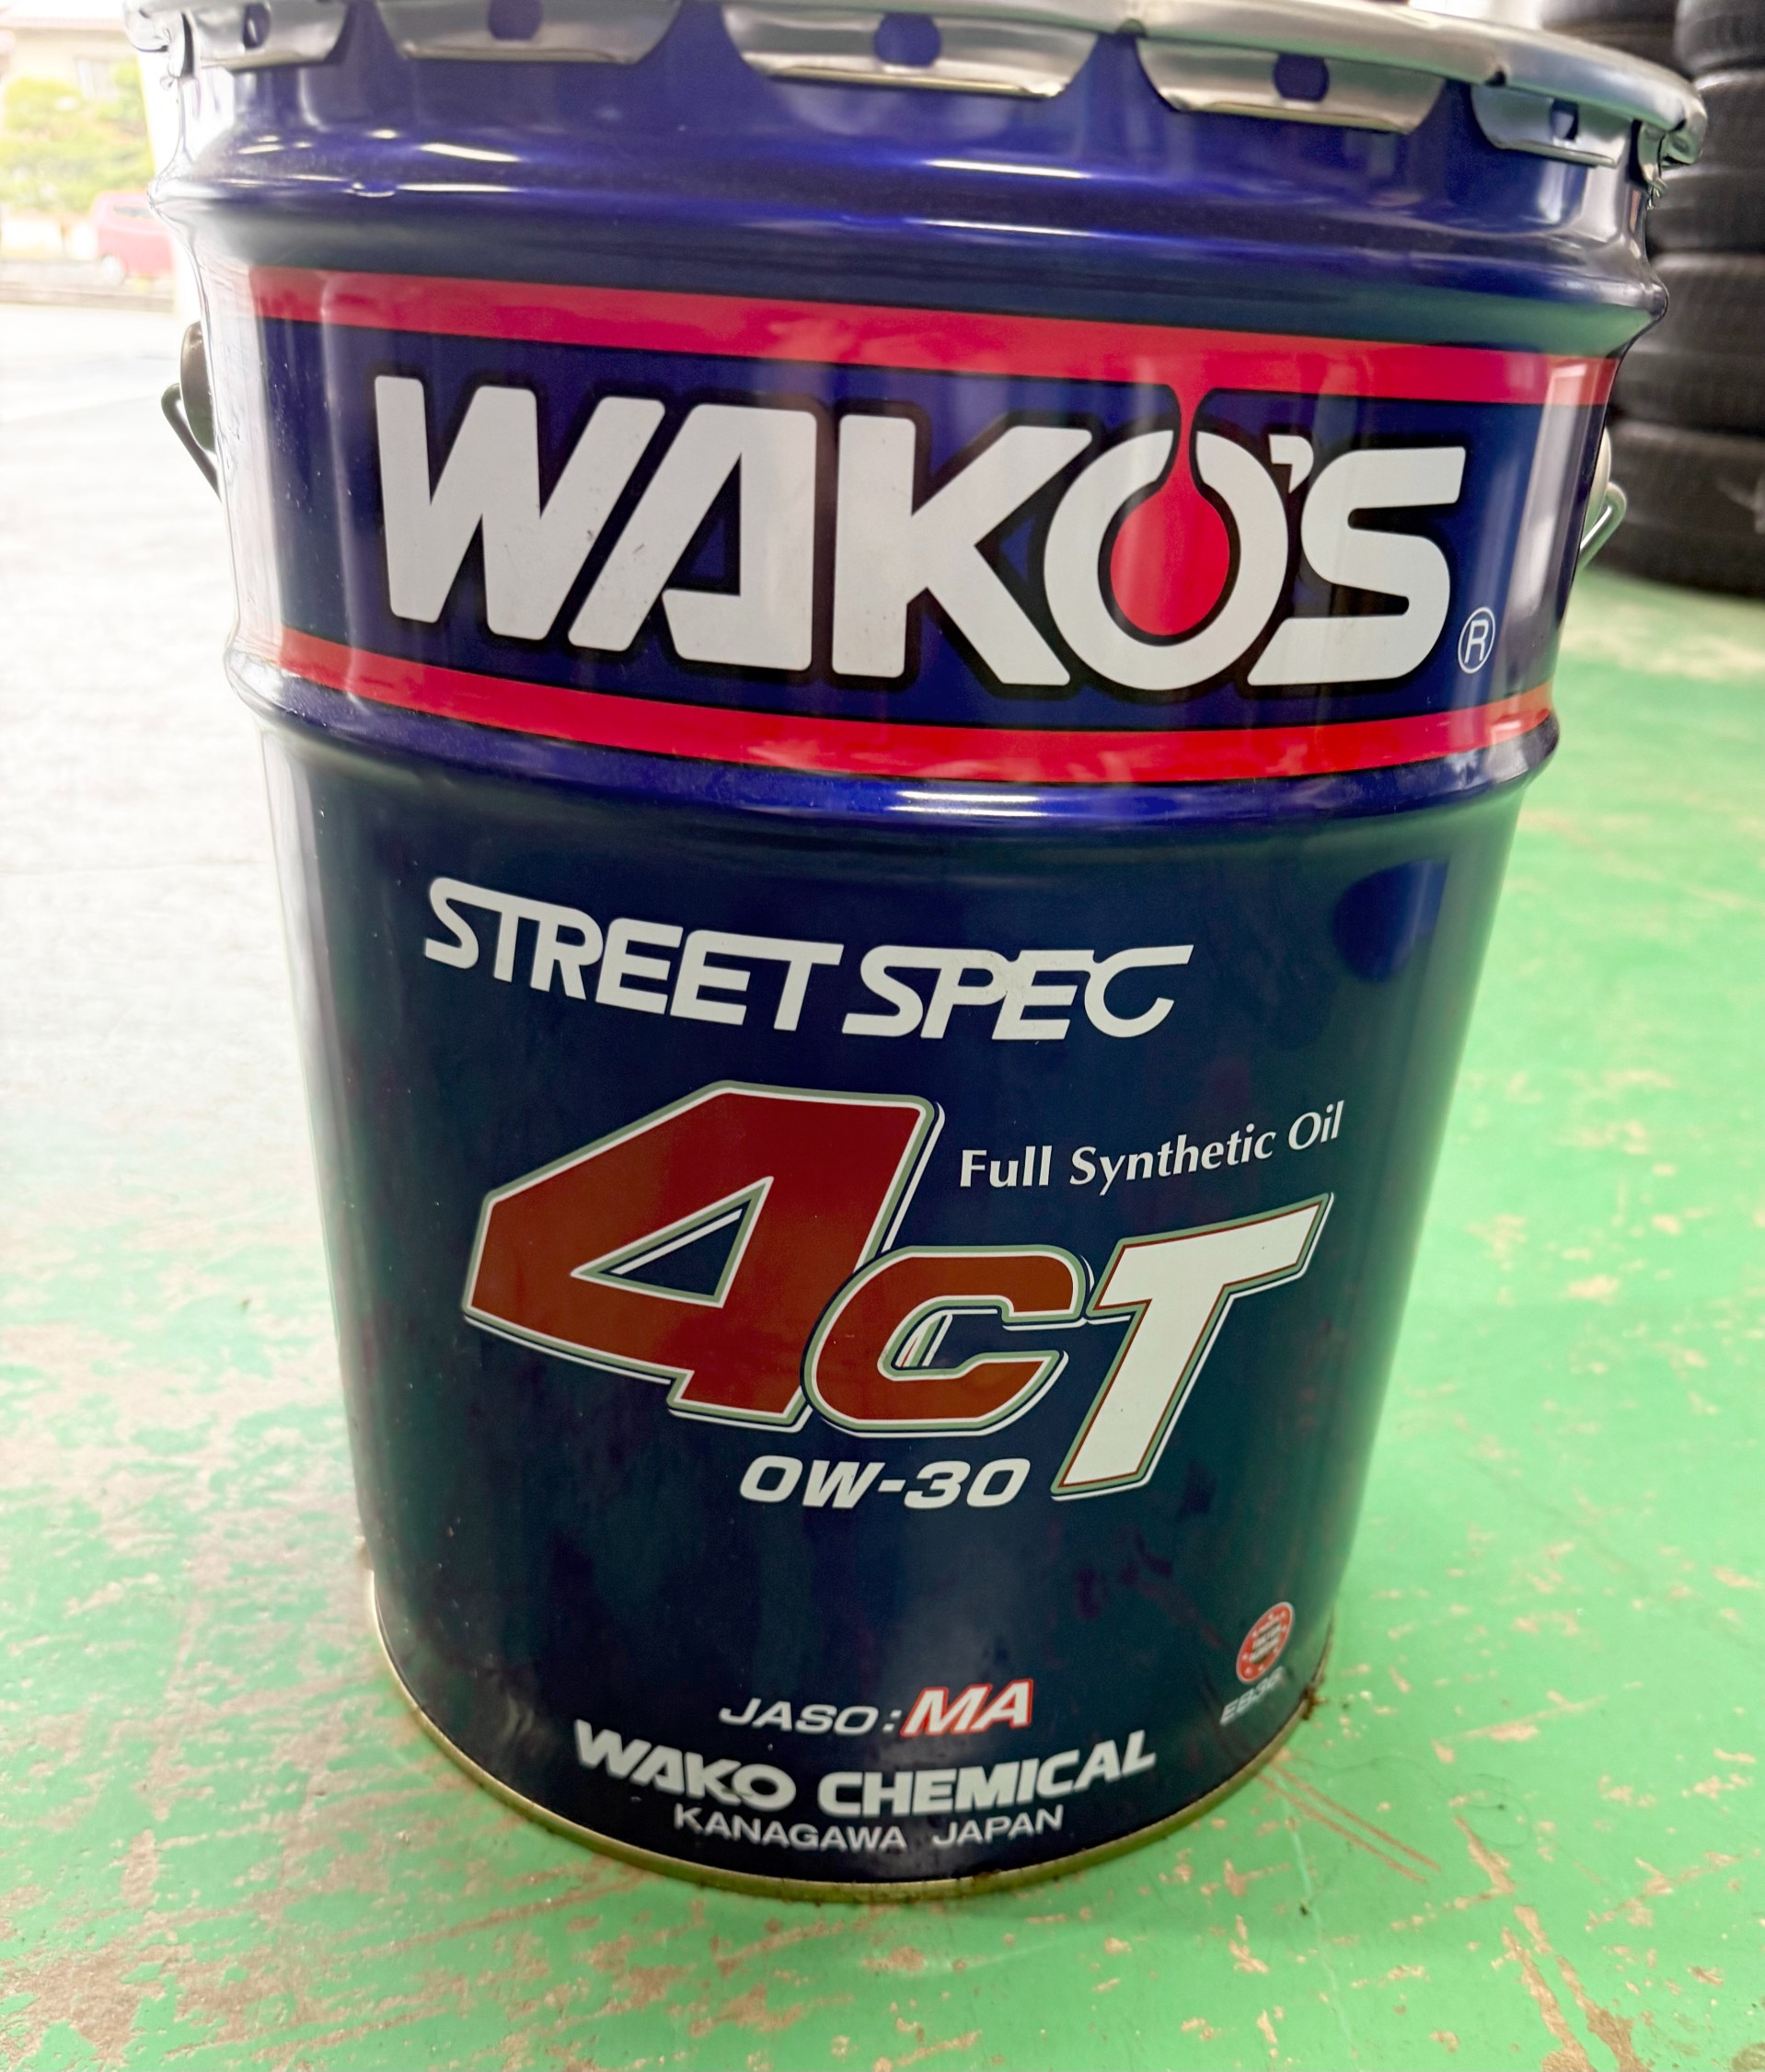 WAKO'S ®
STREET SPEC
Full Synthetic Oil
4CT
0W-30
JASO:MA
WAKO CHEMICAL
KANAGAWA JAPAN